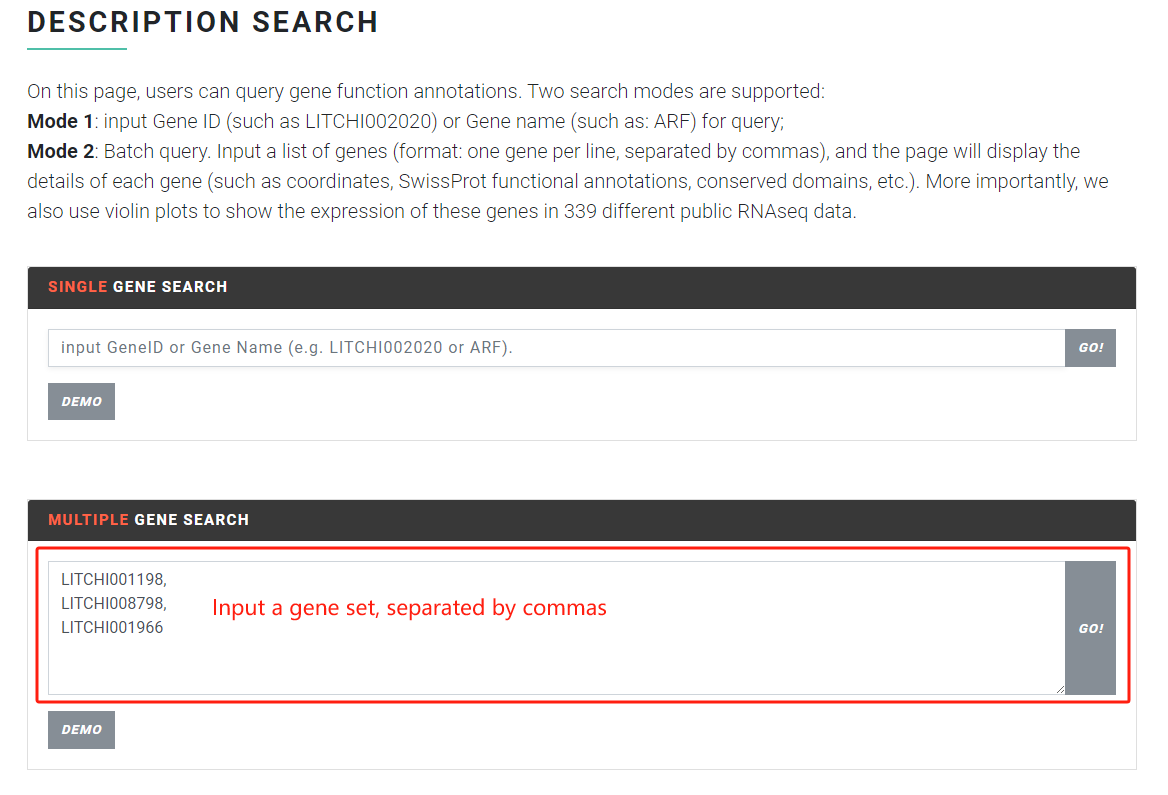 DESCRIPTION SEARCH
On this page, users can query gene function annotations. Two search modes are supported:
Mode 1: input Gene ID (such as LITCHI002020) or Gene name (such as: ARF) for query;
Mode 2: Batch query. Input a list of genes (format: one gene per line, separated by commas), and the page will display the
details of each gene (such as coordinates, SwissProt functional annotations, conserved domains, etc.). More importantly, we
also use violin plots to show the expression of these genes in 339 different public RNAseq data.
SINGLE GENE SEARCH
input GeneID or Gene Name (e.g. LITCHI002020 or ARF).
GO!
DEMO
MULTIPLE GENE SEARCH
LITCHI001198,
LITCHI008798,
LITCHI001966
Input a gene set, separated by commas
GO!
DEMO